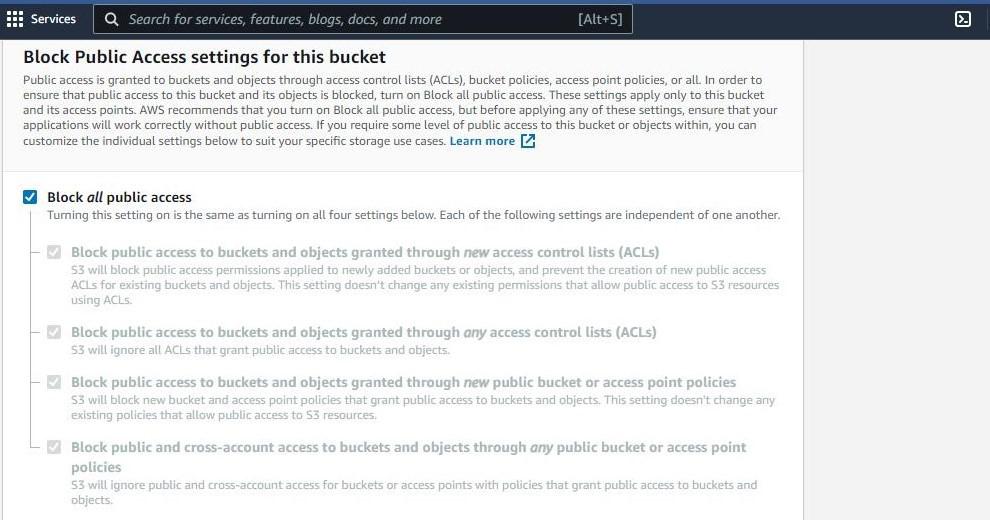 Services
Search for services, features, blogs, docs, and more
[Alt+S]
Block Public Access settings for this bucket
Public access is granted to buckets and objects through access control lists (ACLs), bucket policies, access point policies, or all. In order to
ensure that public access to this bucket and its objects is blocked, turn on Block all public access. These settings apply only to this bucket
and its access points. AWS recommends that you turn on Block all public access, but before applying any of these settings, ensure that your
applications will work correctly without public access. If you require some level of public access to this bucket or objects within, you can
customize the individual settings below to suit your specific storage use cases. Learn more
Block all public access
Turning this setting on is the same as turning on all four settings below. Each of the following settings are independent of one another.
Block public access to buckets and objects granted through new access control lists (ACLs)
S3 will block public access permissions applied to newly added buckets or objects, and prevent the creation of new public access
ACLs for existing buckets and objects. This setting doesn't change any existing permissions that allow public access to S3 resources
using ACLs.
Block public access to buckets and objects granted through any access control lists (ACLs)
S3 will ignore all ACLs that grant public access to buckets and objects.
Block public access to buckets and objects granted through new public bucket or access point policies
S3 will block new bucket and access point policies that grant public access to buckets and objects. This setting doesn't change any
existing policies that allow public access to S3 resources.
Block public and cross-account access to buckets and objects through any public bucket or access point
policies
S3 will ignore public and cross-account access for buckets or access points with policies that grant public access to buckets and
objects.